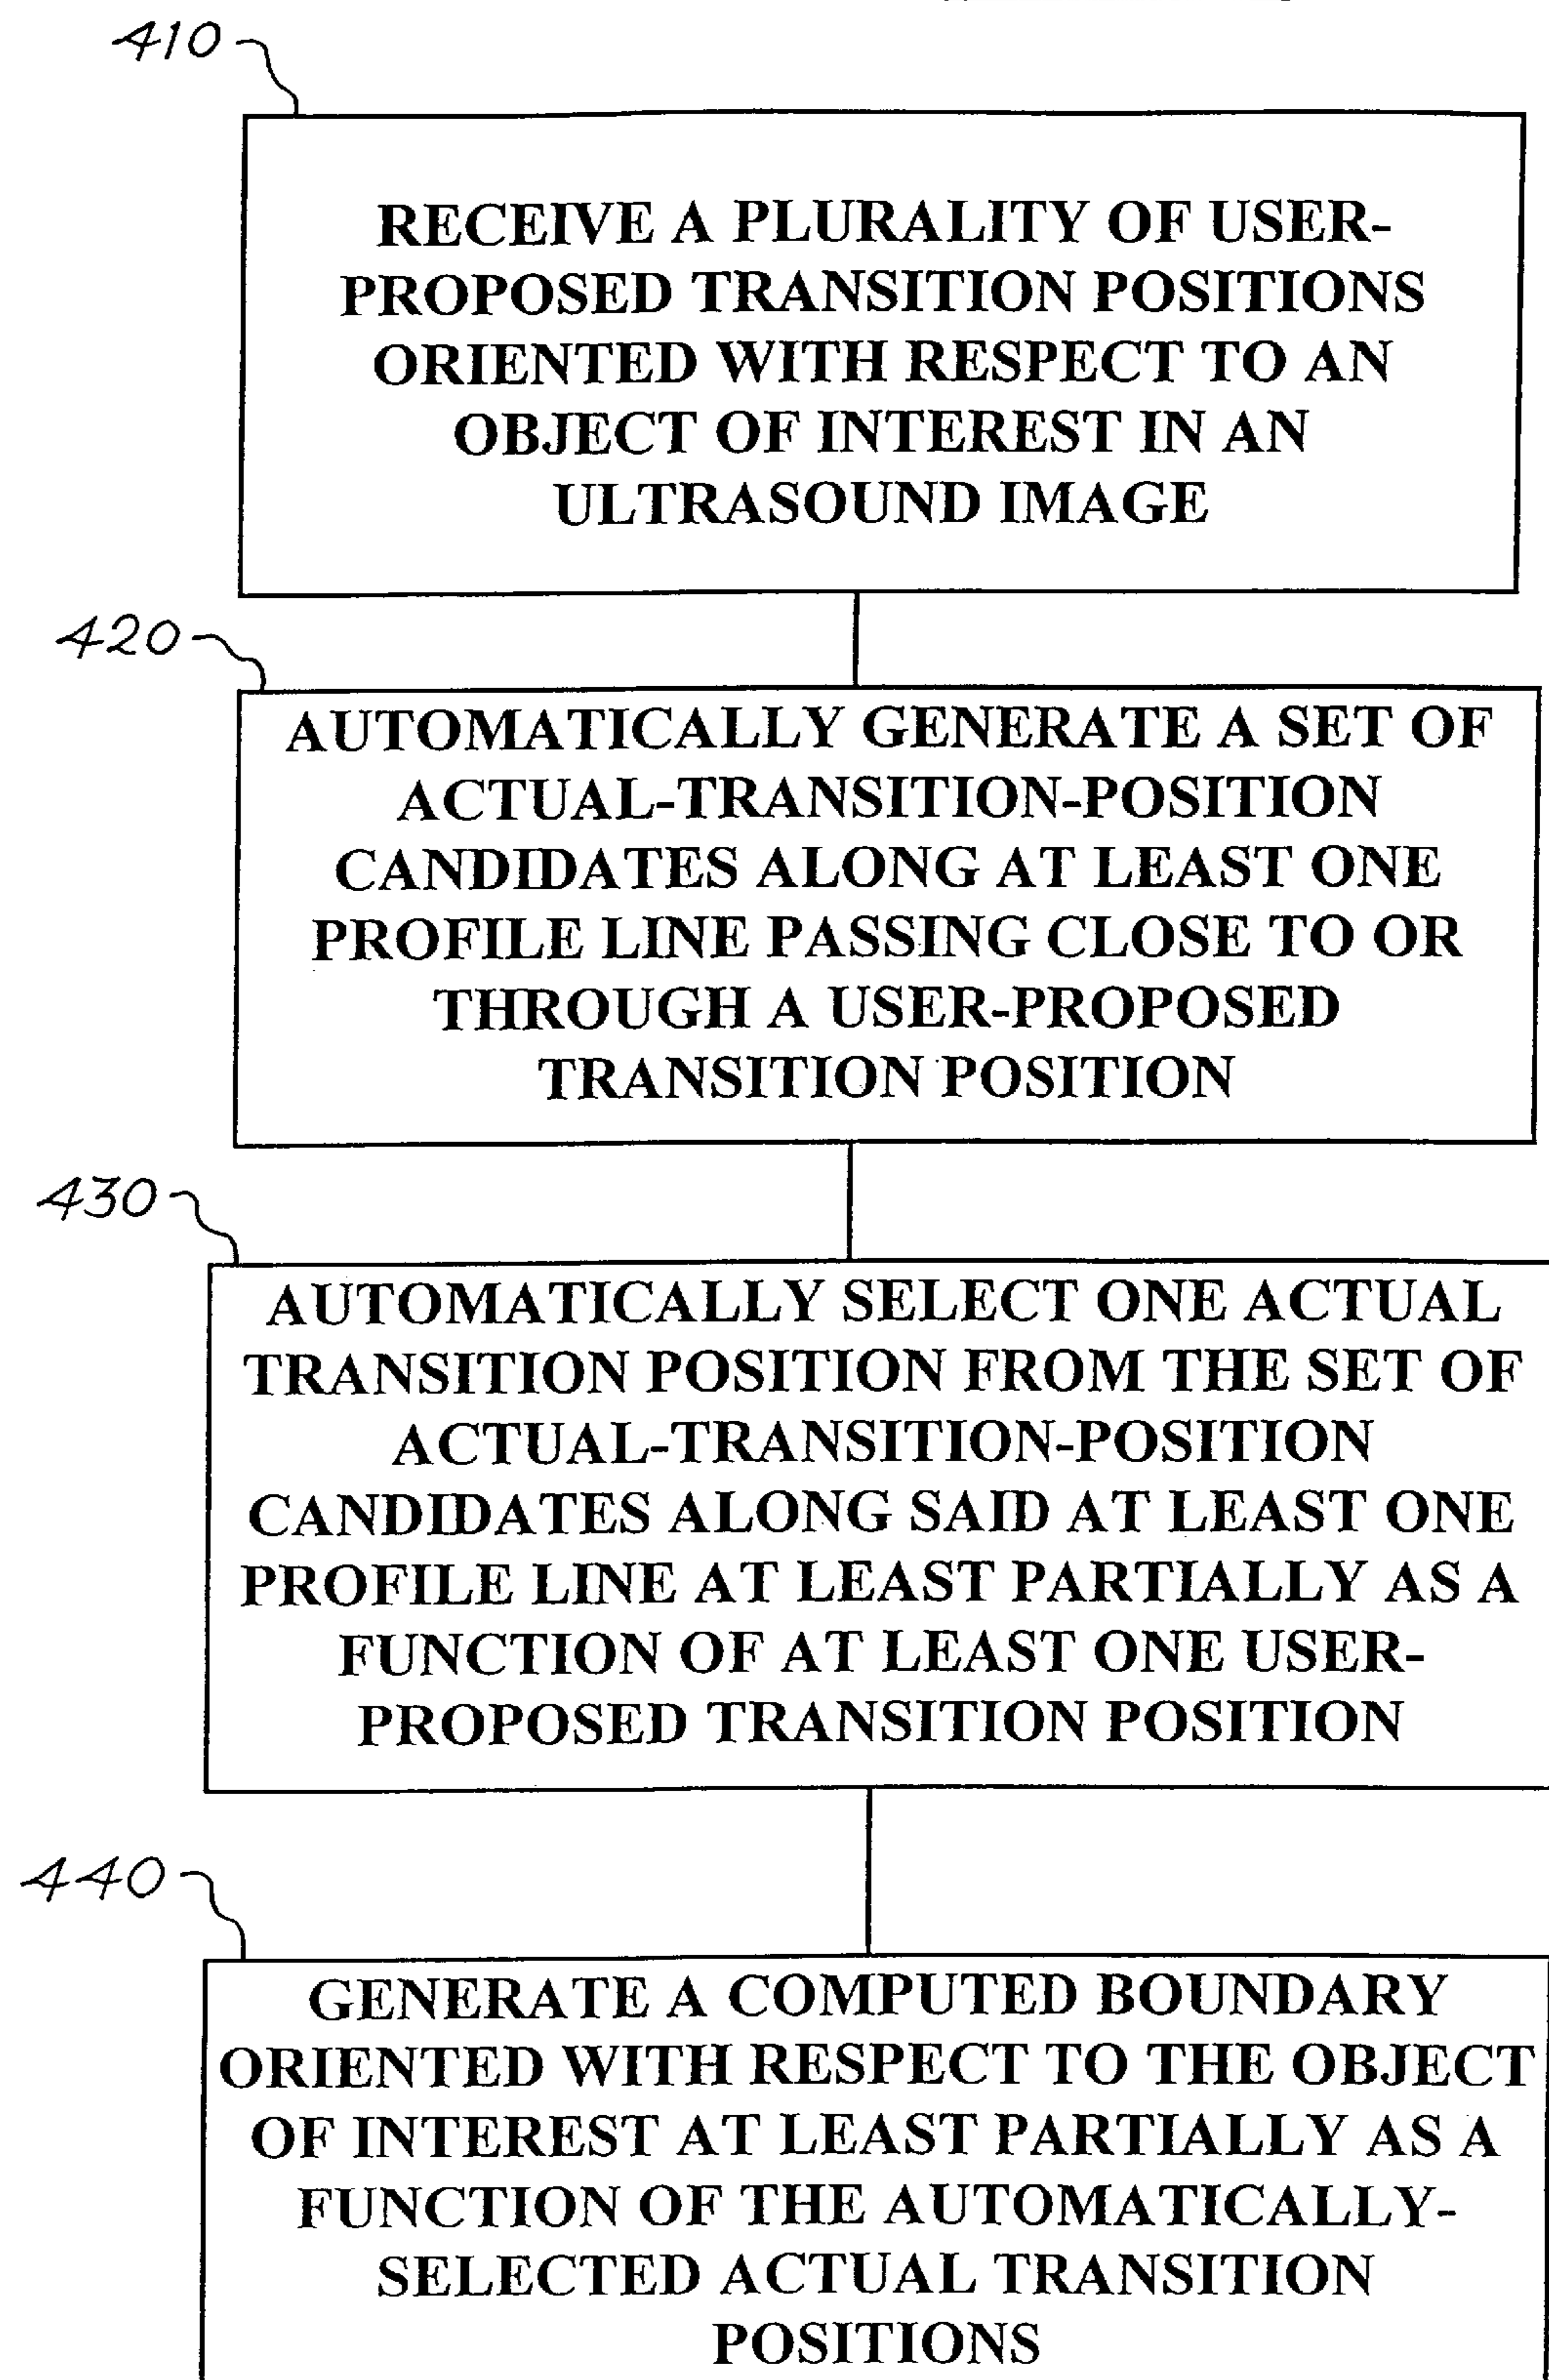 410
RECEIVE A PLURALITY OF USER-
PROPOSED TRANSITION POSITIONS
ORIENTED WITH RESPECT TO AN
OBJECT OF INTEREST IN AN
ULTRASOUND IMAGE
420
AUTOMATICALLY GENERATE A SET OF
ACTUAL-TRANSITION-POSITION
CANDIDATES ALONG AT LEAST ONE
PROFILE LINE PASSING CLOSE TO OR
THROUGH A USER-PROPOSED
TRANSITION POSITION
430
AUTOMATICALLY SELECT ONE ACTUAL
TRANSITION POSITION FROM THE SET OF
ACTUAL-TRANSITION-POSITION
CANDIDATES ALONG SAID AT LEAST ONE
PROFILE LINE AT LEAST PARTIALLY AS A
FUNCTION OF AT LEAST ONE USER-
PROPOSED TRANSITION POSITION
440
GENERATE A COMPUTED BOUNDARY
ORIENTED WITH RESPECT TO THE OBJECT
OF INTEREST AT LEAST PARTIALLY AS A
FUNCTION OF THE AUTOMATICALLY-
SELECTED ACTUAL TRANSITION
POSITIONS